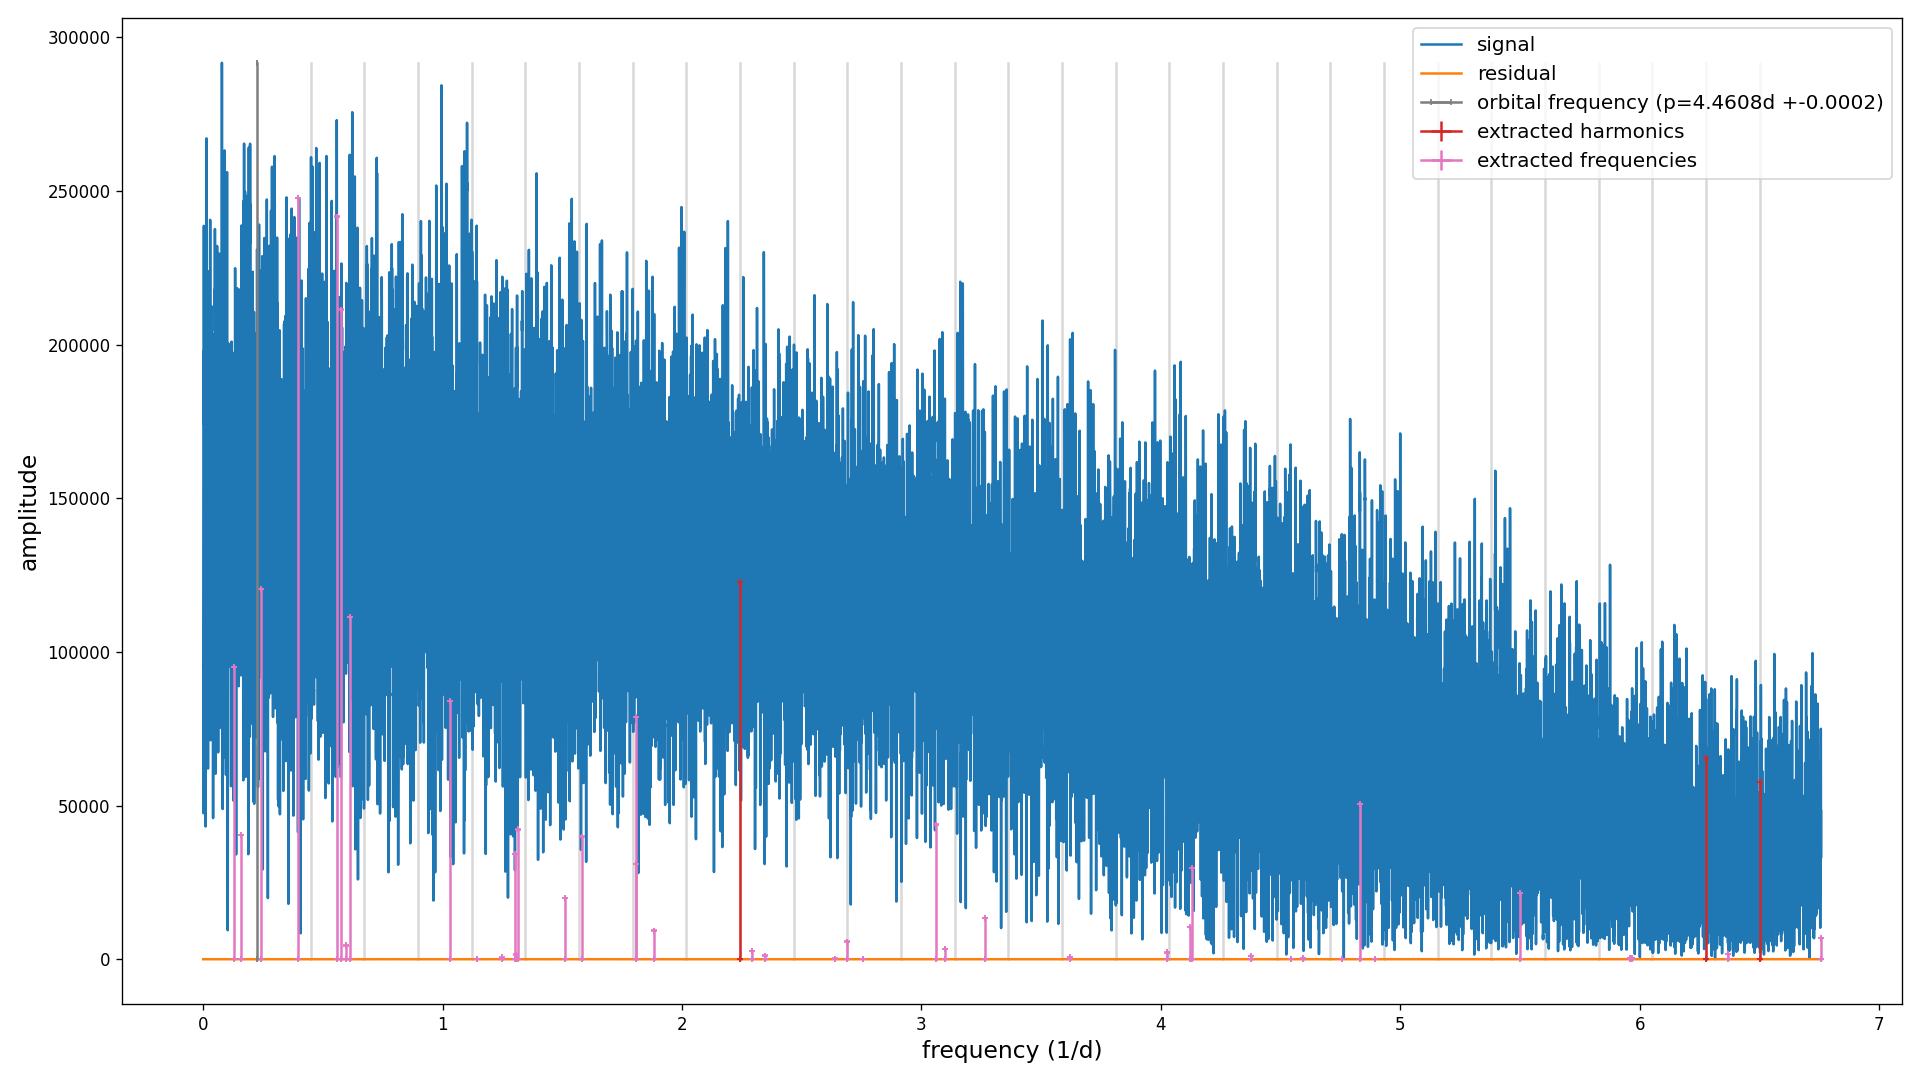 300000
250000
200000
150000
100000
50000
0
amplitude
signal
residual
orbital frequency (p=4.4608d +-0.0002)
extracted harmonics
extracted frequencies
0 1 2 3 4 5 6 7
frequency (1/d)